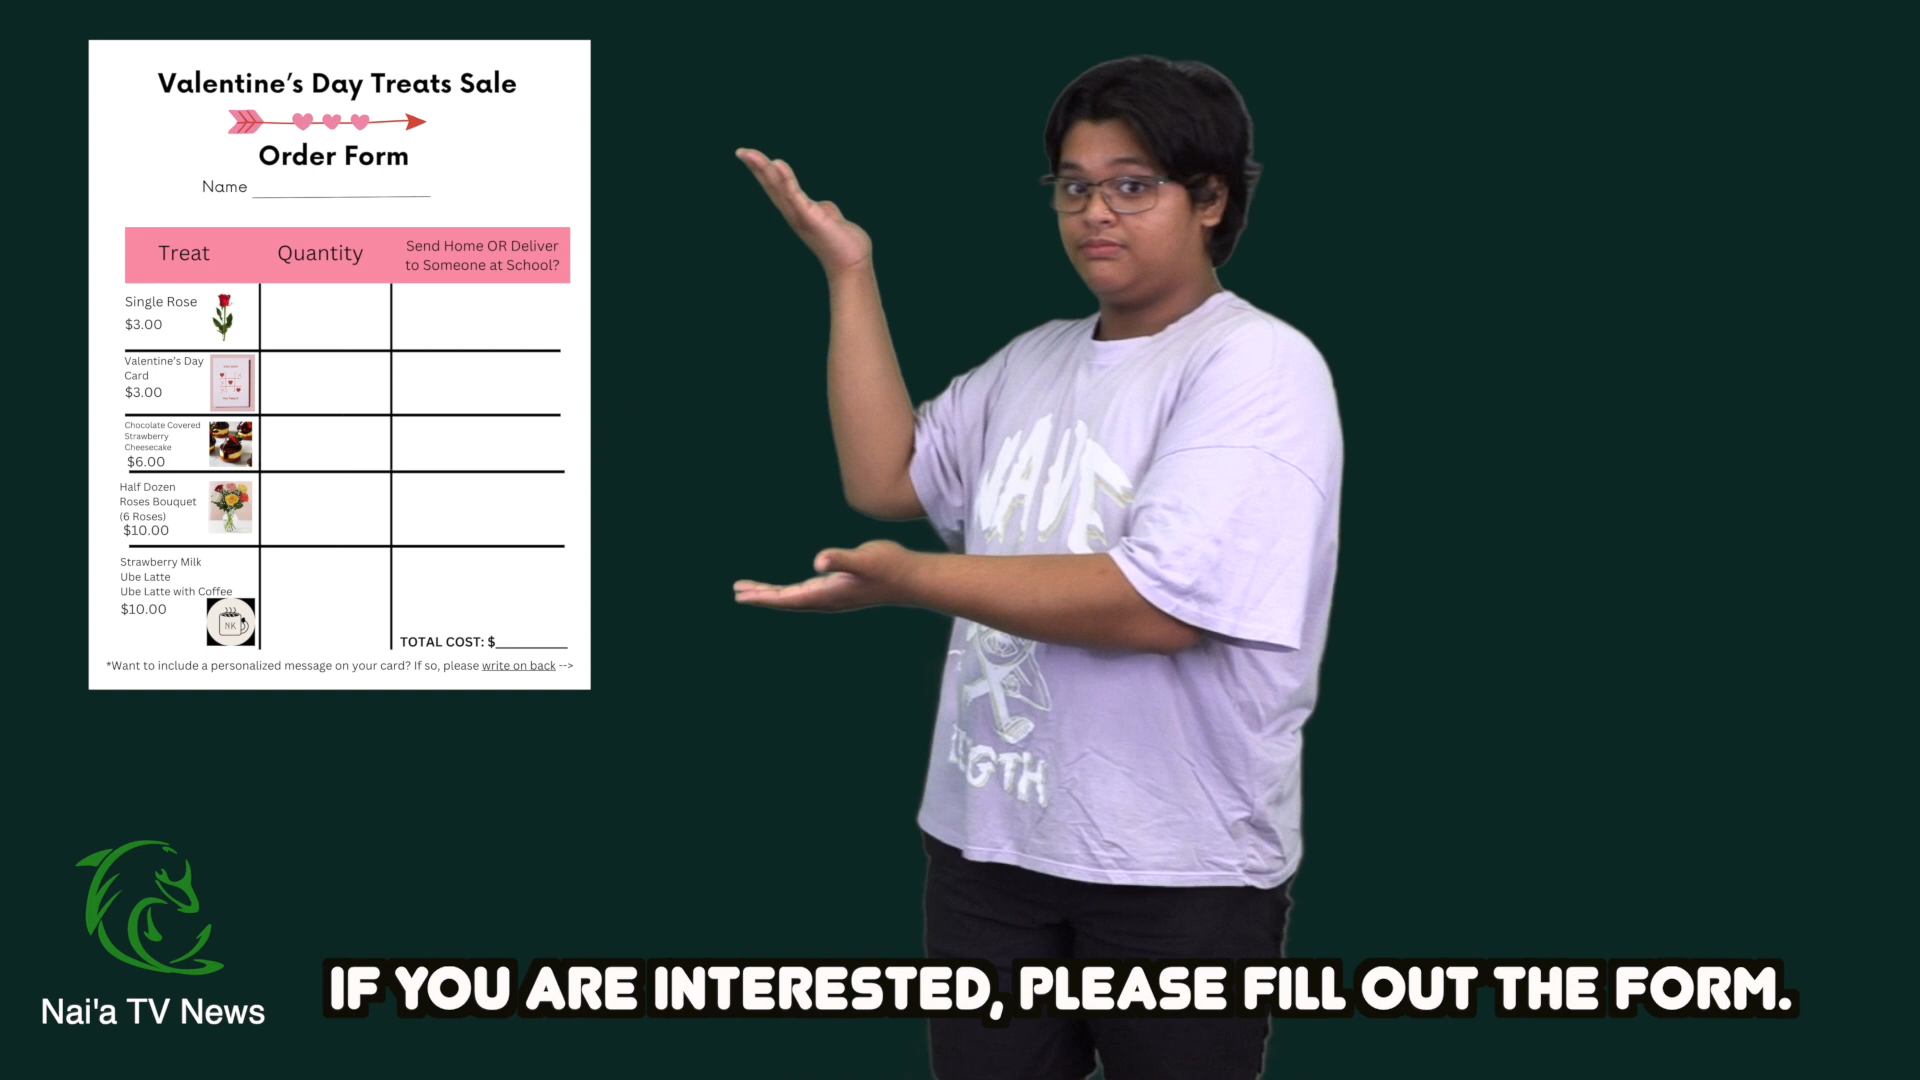 Valentine's Day Treats Sale
Order Form
Name
Treat
Quantity
Send Home OR Deliver
to Someone at School?
Single Rose
$3.00
Valentine's Day
Card
$3.00
Chocolate Covered
Strawberry
Cheesecake
$6.00
Half Dozen
Roses Bouquet
(6 Roses)
$10.00
Strawberry Milk
Ube Latte
Ube Latte with Coffee
$10.00
NK
TOTAL COST: $
*Want to include a personalized message on your card? If so, please write on back -->
WAVE
LENGTH
Nai'a TV News
IF YOU ARE INTERESTED, PLEASE FILL OUT THE FORM.